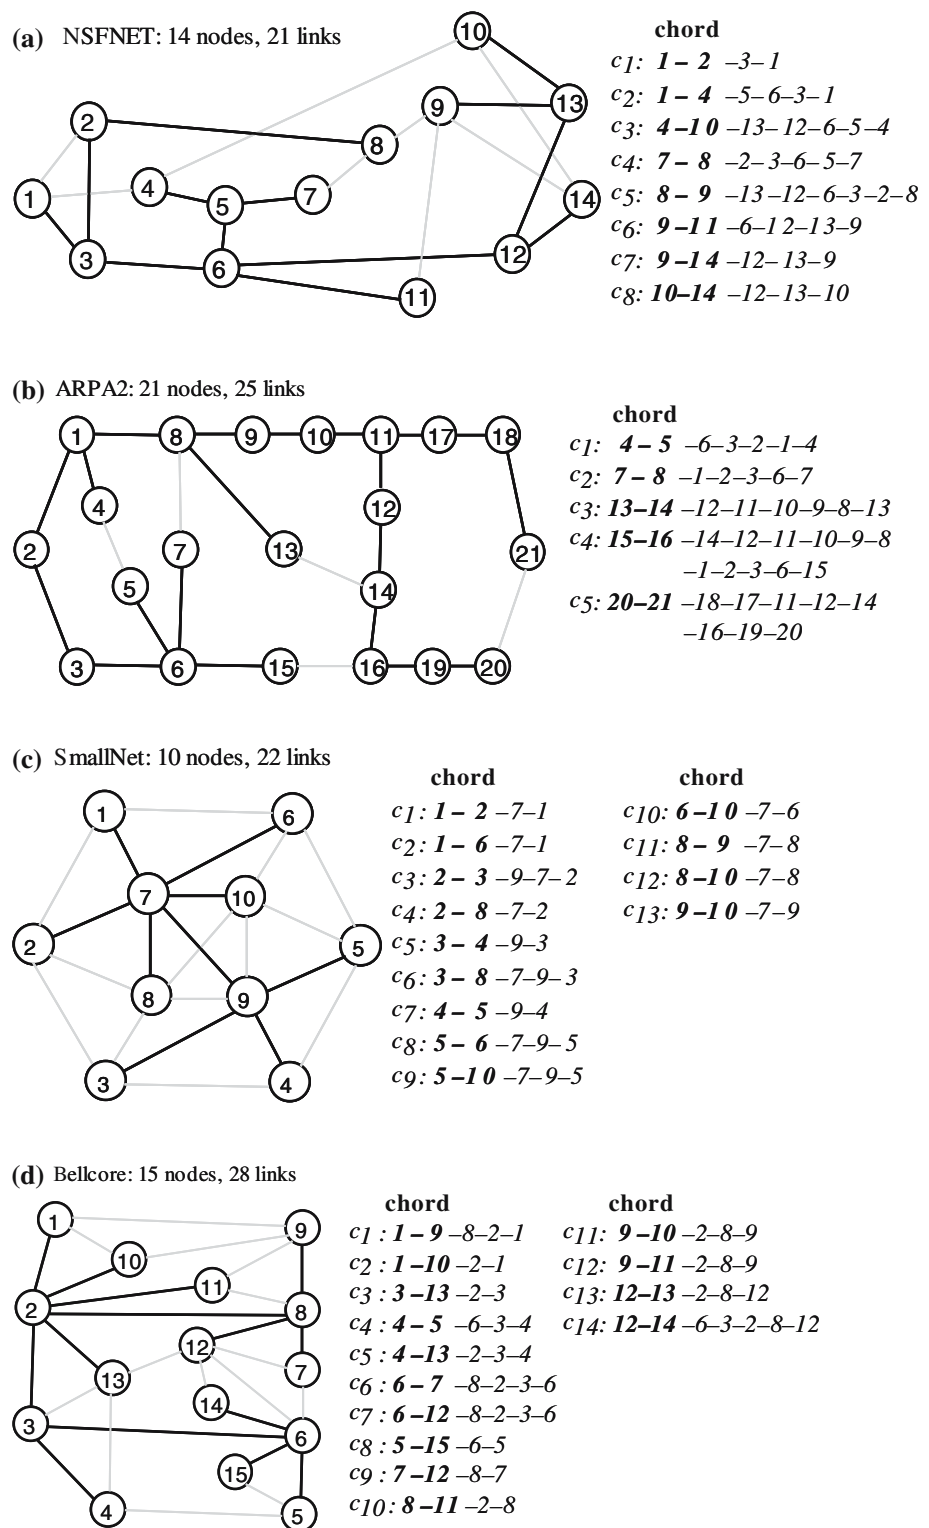 (a) NSFNET: 14 nodes, 21 links
chord
c1: 1 – 2 –3–1
c2: 1 – 4 –5–6–3–1
c3: 4 –10 –13–12–6–5–4
c4: 7 – 8 –2–3–6–5–7
c5: 8 – 9 –13–12–6–3–2–8
c6: 9 –11 –6–12–13–9
c7: 9 –14 –12–13–9
c8: 10–14 –12–13–10
10
2
9
13
8
1
4
5
7
14
3
6
12
11
(b) ARPA2: 21 nodes, 25 links
chord
c1: 4 – 5 –6–3–2–1–4
c2: 7 – 8 –1–2–3–6–7
c3: 13–14 –12–11–10–9–8–13
c4: 15–16 –14–12–11–10–9–8
–1–2–3–6–15
c5: 20–21 –18–17–11–12–14
–16–19–20
1
8
9
10
11
17
18
4
12
2
7
13
21
5
14
3
6
15
16
19
20
(c) SmallNet: 10 nodes, 22 links
chord
c1: 1 – 2 –7–1
c2: 1 – 6 –7–1
c3: 2 – 3 –9–7–2
c4: 2 – 8 –7–2
c5: 3 – 4 –9–3
c6: 3 – 8 –7–9–3
c7: 4 – 5 –9–4
c8: 5 – 6 –7–9–5
c9: 5 –10 –7–9–5
chord
c10: 6 –10 –7–6
c11: 8 – 9 –7–8
c12: 8 –10 –7–8
c13: 9 –10 –7–9
1
6
7
10
2
5
8
9
3
4
(d) Bellcore: 15 nodes, 28 links
chord
c1 : 1 – 9 –8–2–1
c2 : 1 –10 –2–1
c3 : 3 –13 –2–3
c4 : 4 – 5 –6–3–4
c5 : 4 –13 –2–3–4
c6 : 6 – 7 –8–2–3–6
c7 : 6 –12 –8–2–3–6
c8 : 5 –15 –6–5
c9 : 7 –12 –8–7
c10: 8 –11 –2–8
chord
c11: 9 –10 –2–8–9
c12: 9 –11 –2–8–9
c13: 12–13 –2–8–12
c14: 12–14 –6–3–2–8–12
1
9
10
11
2
8
12
7
13
14
3
6
15
4
5